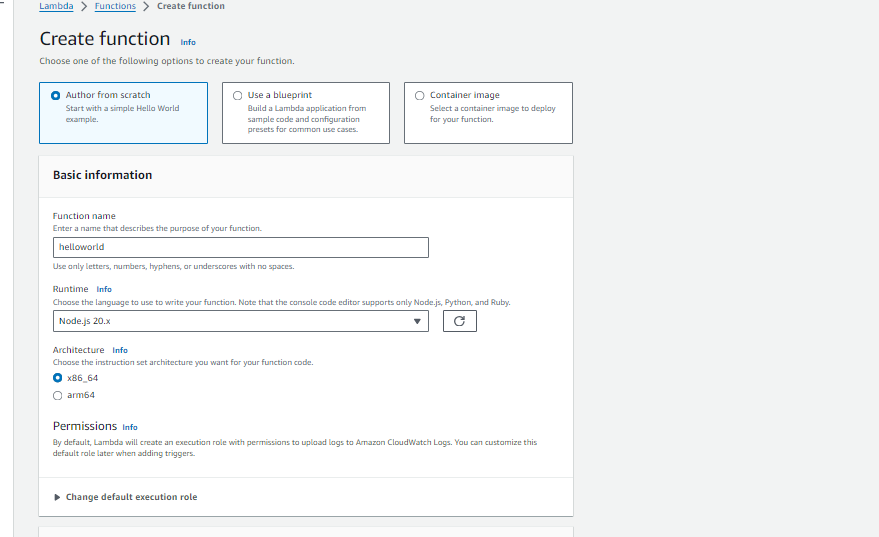 Lambda > Functions > Create function
Create function Info
Choose one of the following options to create your function.
Author from scratch
Start with a simple Hello World
example.
Use a blueprint
Build a Lambda application from
sample code and configuration
presets for common use cases.
Container image
Select a container image to deploy
for your function.
Basic information
Function name
Enter a name that describes the purpose of your function.
helloworld
Use only letters, numbers, hyphens, or underscores with no spaces.
Runtime Info
Choose the language to use to write your function. Note that the console code editor supports only Node.js, Python, and Ruby.
Node.js 20.x
Architecture Info
Choose the instruction set architecture you want for your function code.
x86_64
arm64
Permissions Info
By default, Lambda will create an execution role with permissions to upload logs to Amazon CloudWatch Logs. You can customize this
default role later when adding triggers.
Change default execution role